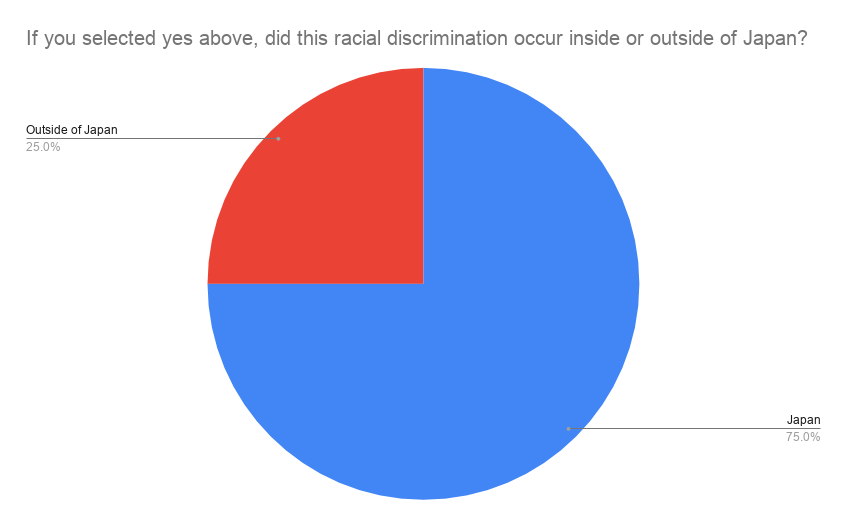 If you selected yes above, did this racial discrimination occur inside or outside of Japan?
Outside of Japan
25.0%
Japan
75.0%